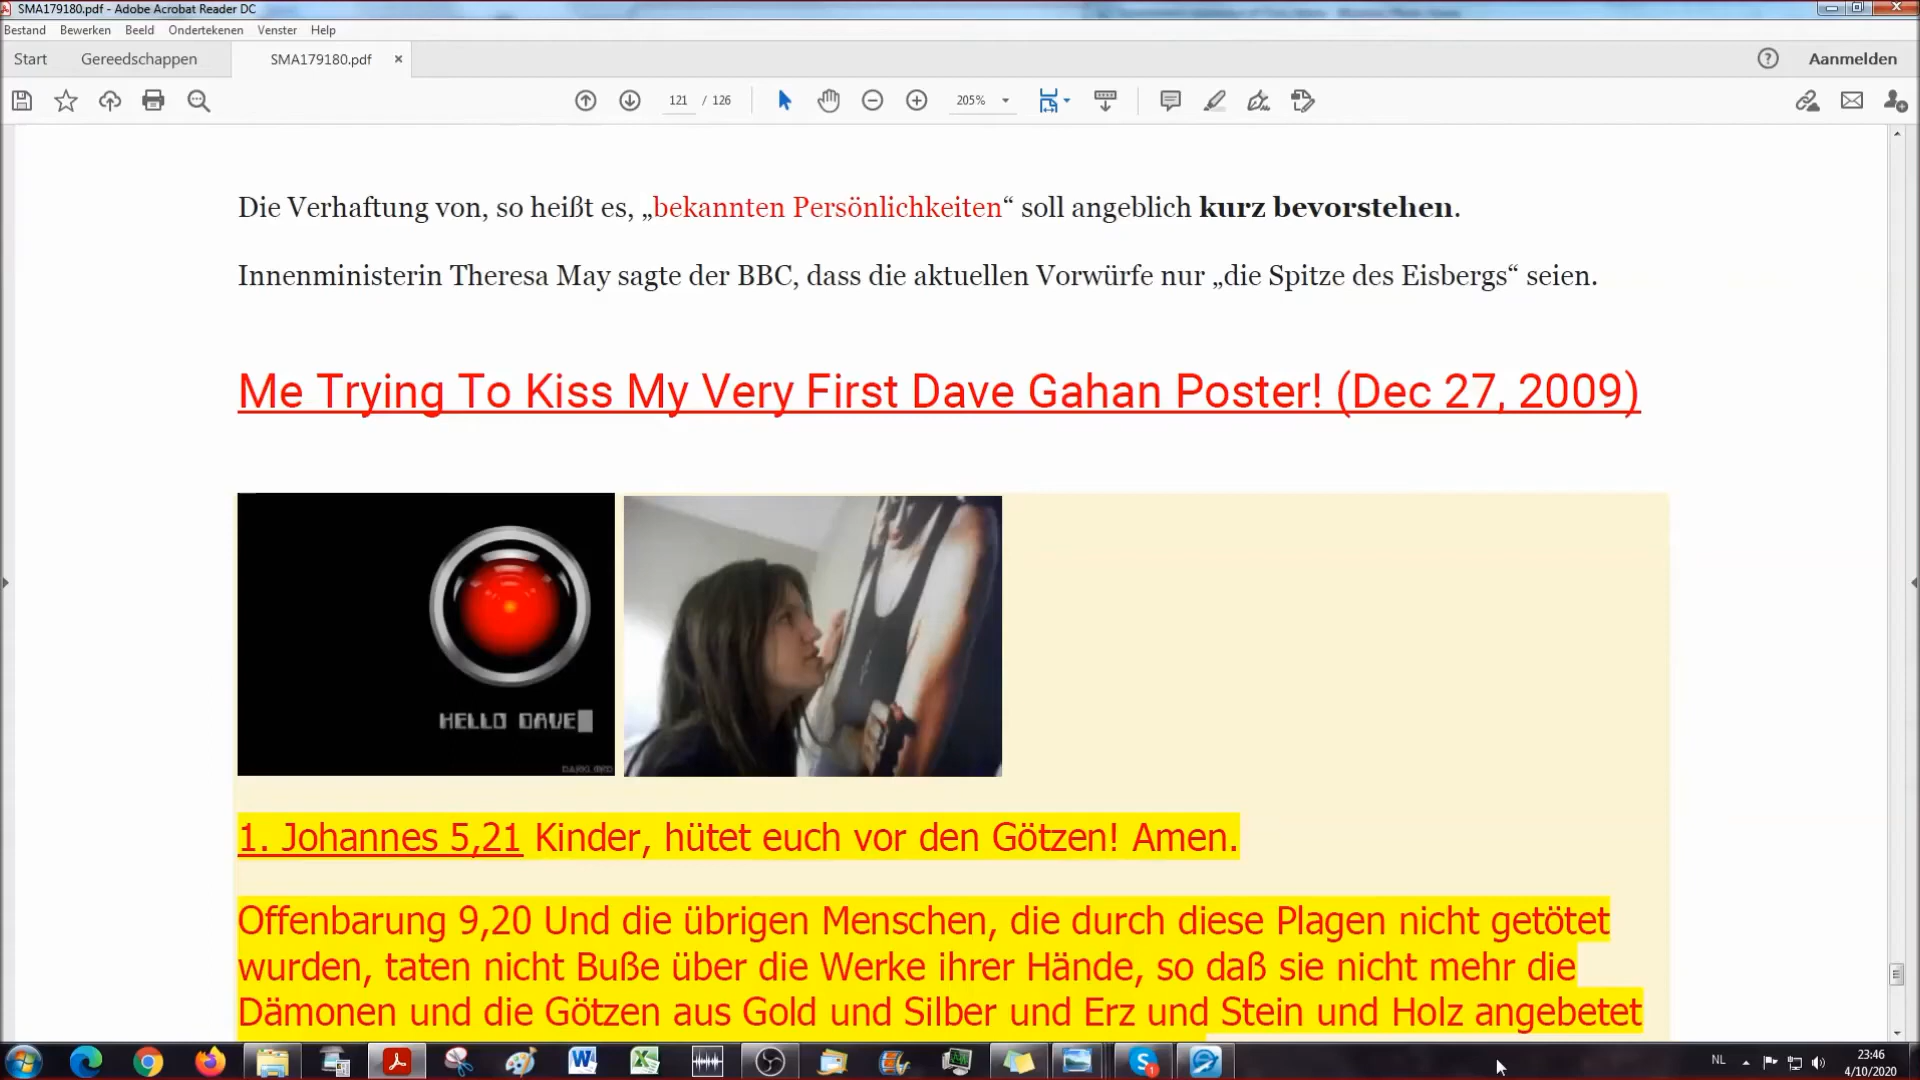 SMA179180.pdf - Adobe Acrobat Reader DC
Bestand Bewerken Beeld Ondertekenen Venster Help
Start Gereedschappen SMA179180.pdf × Aanmelden
121 / 126 205%
Die Verhaftung von, so heißt es, „bekannten Persönlichkeiten“ soll angeblich kurz bevorstehen.
Innenministerin Theresa May sagte der BBC, dass die aktuellen Vorwürfe nur „die Spitze des Eisbergs“ seien.
Me Trying To Kiss My Very First Dave Gahan Poster! (Dec 27, 2009)
HELLO DAVE
1. Johannes 5,21 Kinder, hütet euch vor den Götzen! Amen.
Offenbarung 9,20 Und die übrigen Menschen, die durch diese Plagen nicht getötet
wurden, taten nicht Buße über die Werke ihrer Hände, so daß sie nicht mehr die
Dämonen und die Götzen aus Gold und Silber und Erz und Stein und Holz angebetet
NL 23:46
4/10/2020